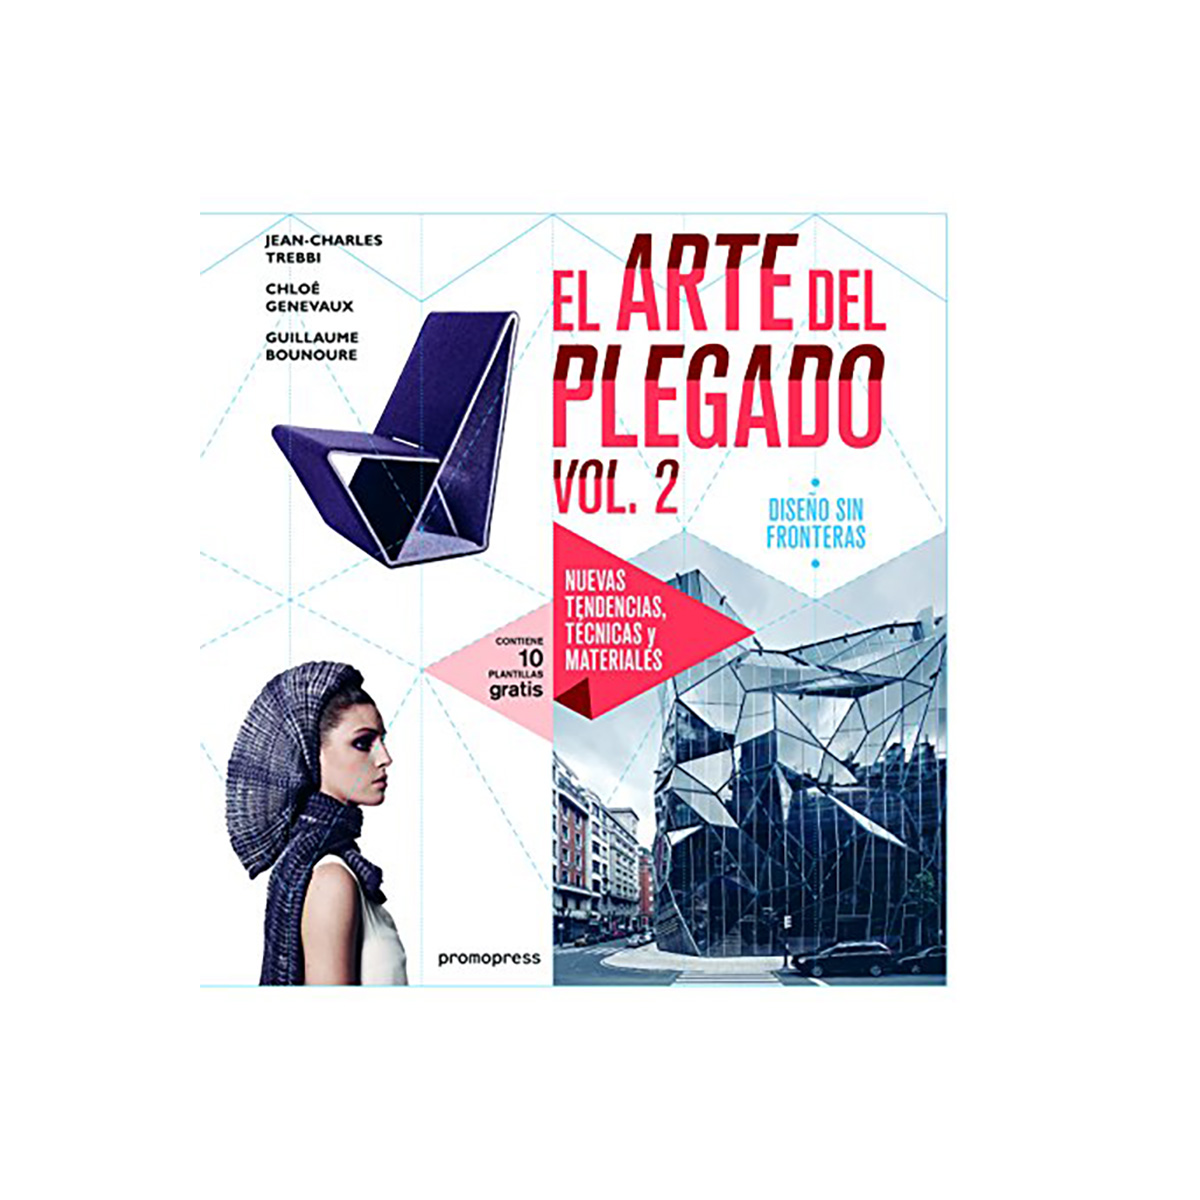 JEAN-CHARLES
TREBBI
CHLOÉ
GENEVAUX
GUILLAUME
BOUNOURE
EL ARTE DEL
PLEGADO
VOL. 2
DISEÑO SIN
FRONTERAS
NUEVAS
TENDENCIAS,
TÉCNICAS y
MATERIALES
CONTIENE
10
PLANTILLAS
gratis
promopress